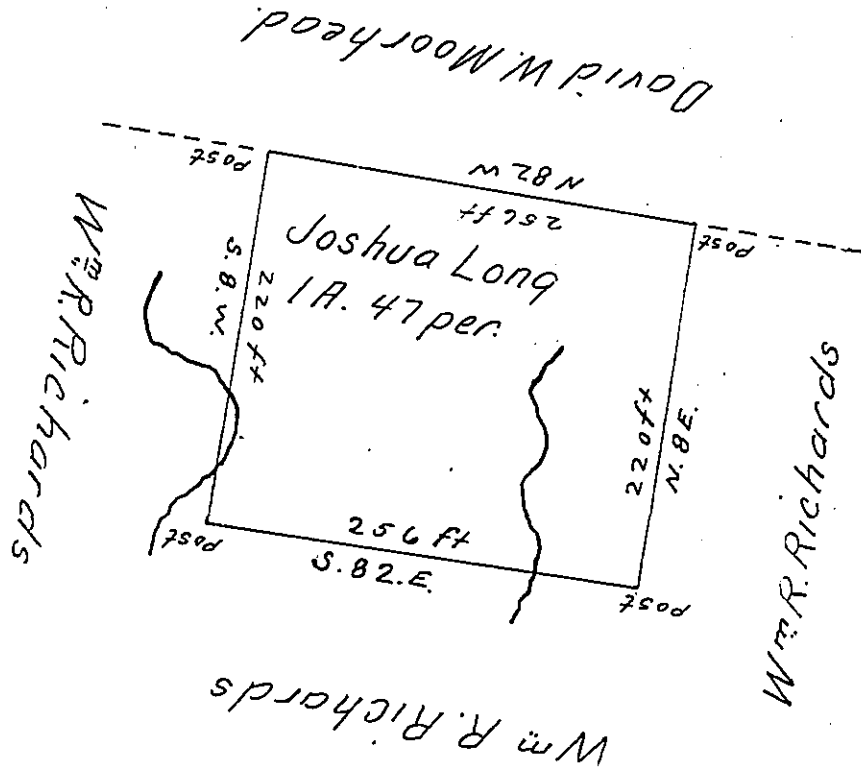 David W. Moorhead
Post
N 82 W
256 ft
Post
Joshua Long
1 A. 47 per.
Wm R. Richards
S. 8. W.
220 ft
220 ft
N. 8 E.
Wm R. Richards
256 ft
S. 82. E.
Post
Post
Wm R. Richards